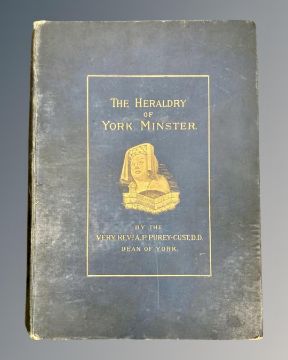 THE HERALDRY
OF
YORK MINSTER.
BY THE
VERY REV: A. P. PUREY-CUST, D.D.
DEAN OF YORK.